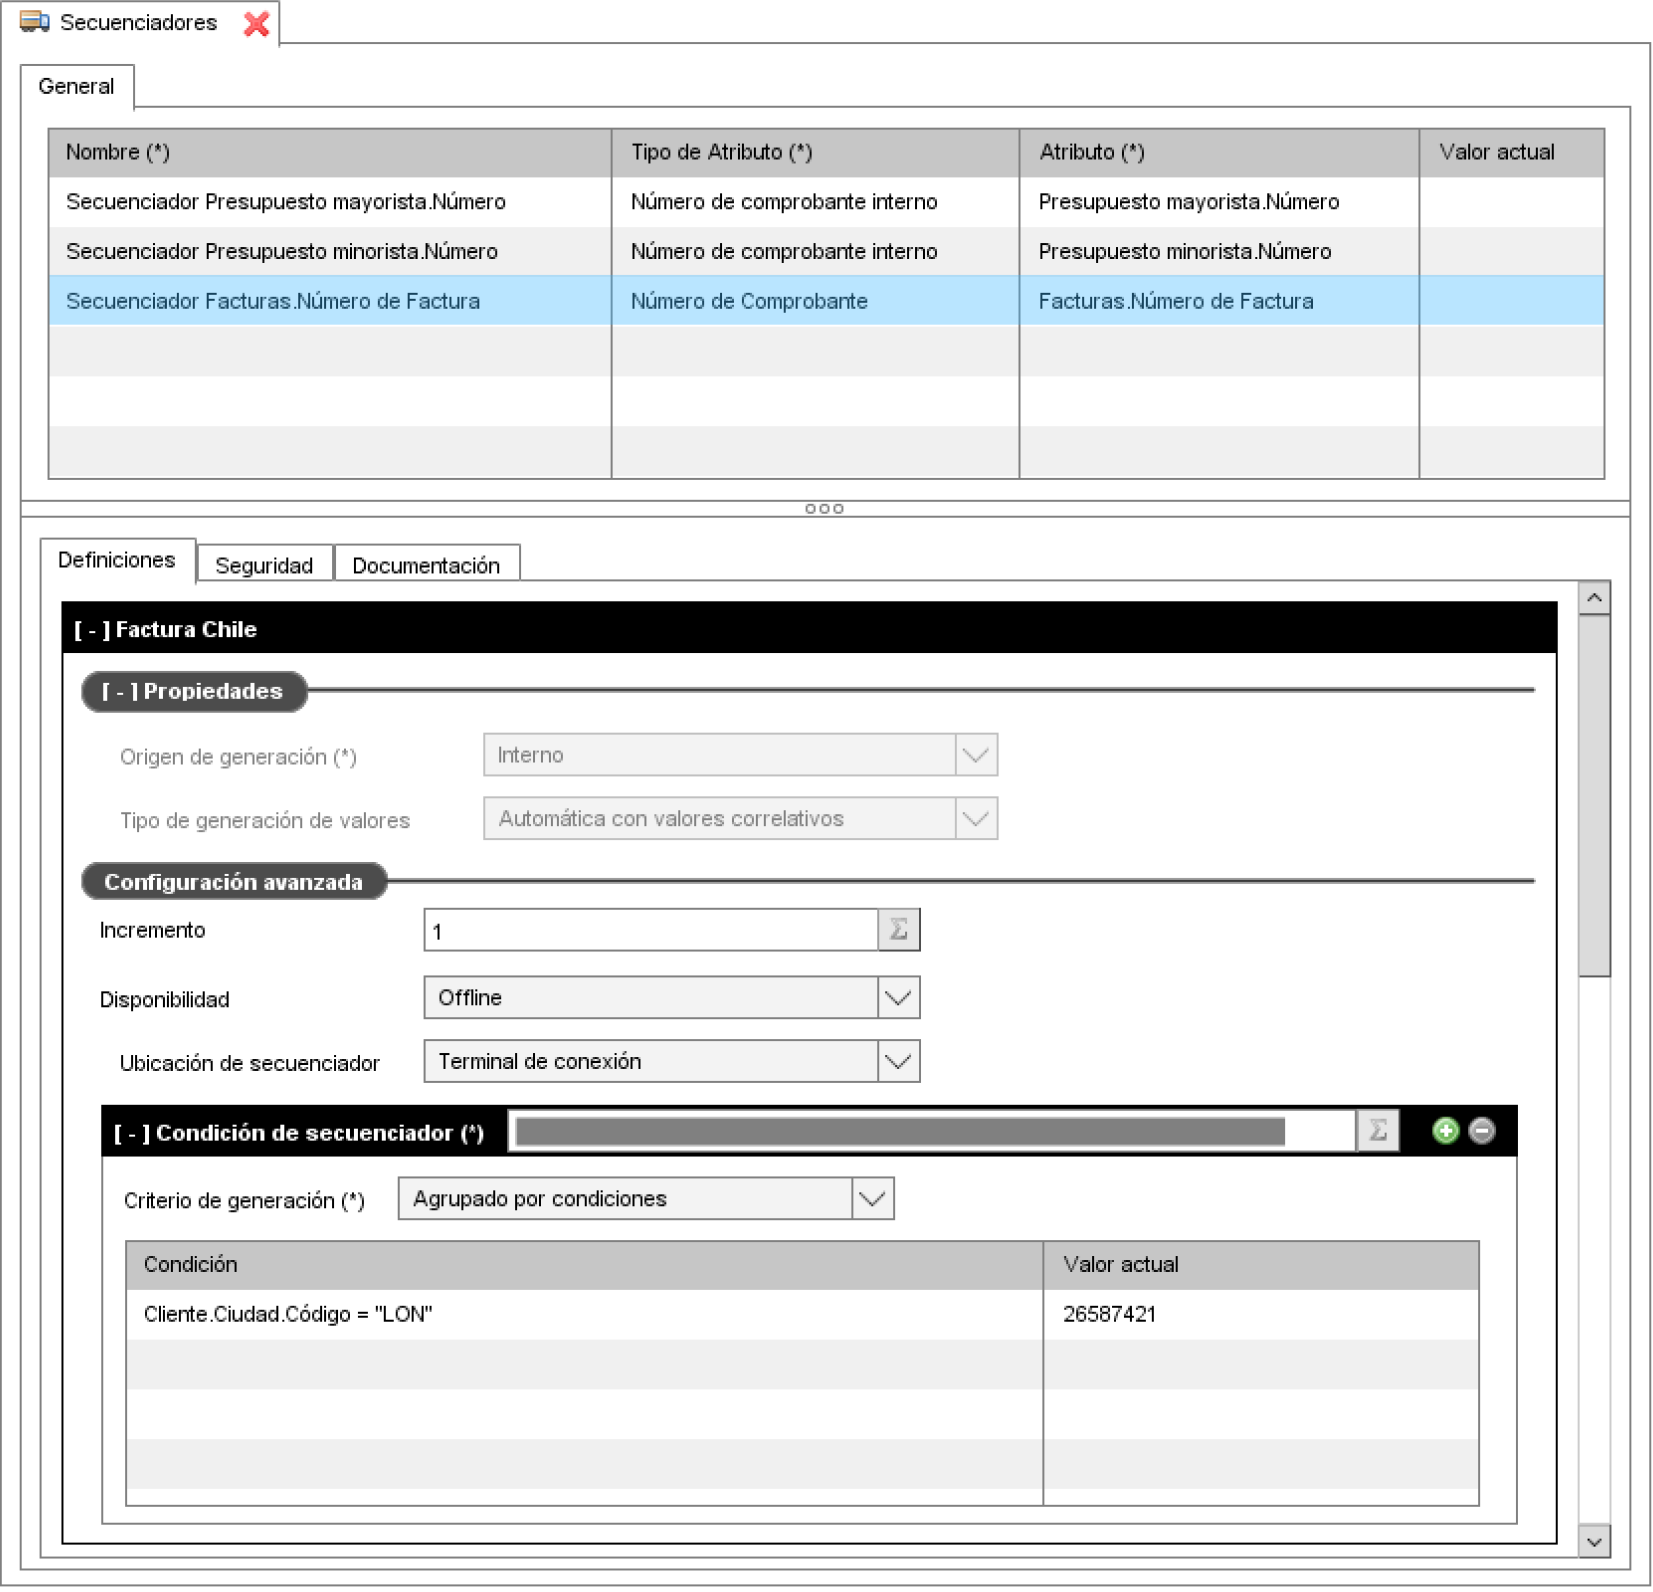 Secuenciadores
General
Nombre (*) Tipo de Atributo (*) Atributo (*) Valor actual
Secuenciador Presupuesto mayorista.Número Número de comprobante interno Presupuesto mayorista.Número
Secuenciador Presupuesto minorista.Número Número de comprobante interno Presupuesto minorista.Número
Secuenciador Facturas.Número de Factura Número de Comprobante Facturas.Número de Factura
Definiciones Seguridad Documentación
[ - ] Factura Chile
[ - ] Propiedades
Origen de generación (*) Interno
Tipo de generación de valores Automática con valores correlativos
Configuración avanzada
Incremento 1 Σ
Disponibilidad Offline
Ubicación de secuenciador Terminal de conexión
[ - ] Condición de secuenciador (*) Σ
Criterio de generación (*) Agrupado por condiciones
Condición Valor actual
Cliente.Ciudad.Código = "LON" 26587421